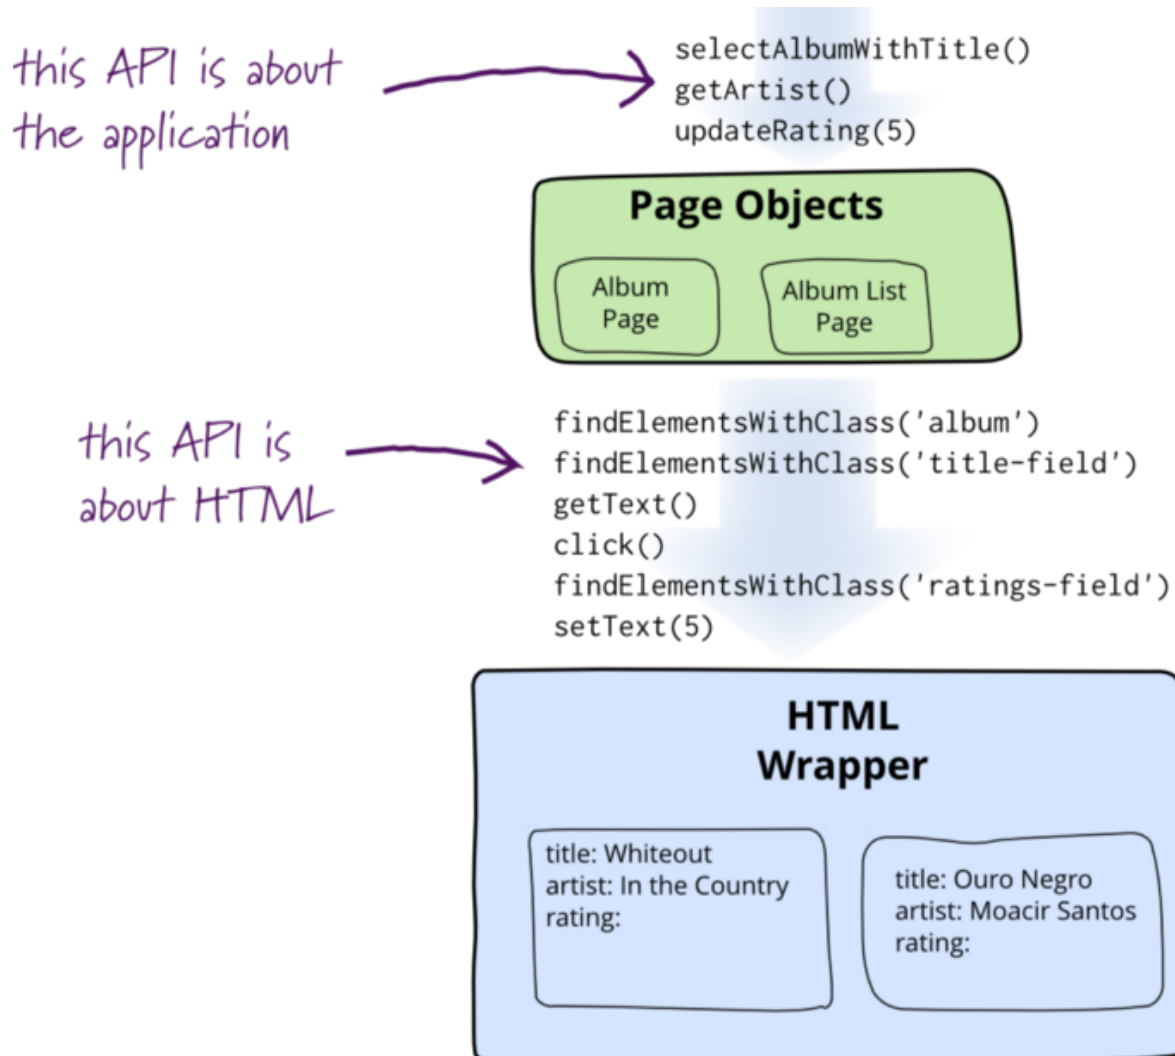 this API is about
the application
selectAlbumWithTitle()
getArtist()
updateRating(5)
Page Objects
Album
Page
Album List
Page
this API is
about HTML
findElementsWithClass('album')
findElementsWithClass('title-field')
getText()
click()
findElementsWithClass('ratings-field')
setText(5)
HTML
Wrapper
title: Whiteout
artist: In the Country
rating:
title: Ouro Negro
artist: Moacir Santos
rating: